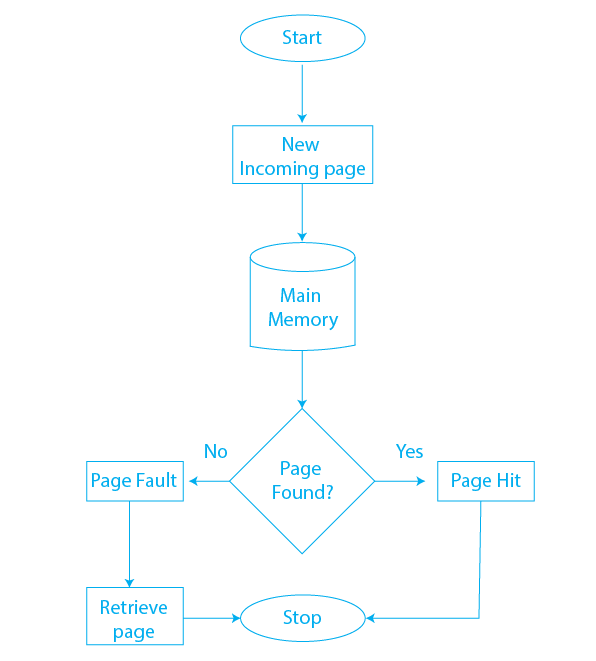 Start
New
Incoming page
Main
Memory
No
Yes
Page Fault
Page
Found?
Page Hit
Retrieve
page
Stop